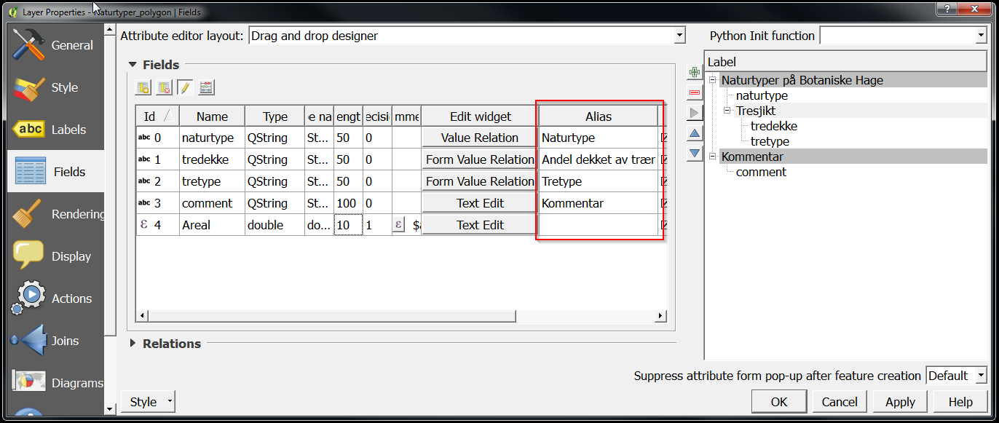 Layer Properties - Naturtyper_polygon | Fields
General
Style
abc Labels
Fields
Rendering
Display
Actions
Joins
Diagrams
Attribute editor layout: Drag and drop designer
Python Init function
Fields
Id Name Type e na engt ecisi mme Edit widget Alias
abc 0 naturtype QString St... 50 0 Value Relation Naturtype
abc 1 tredekke QString St... 50 0 Form Value Relation Andel dekket av trær
abc 2 tretype QString St... 50 0 Form Value Relation Tretype
abc 3 comment QString St... 100 0 Text Edit Kommentar
ε 4 Areal double do... 10 1 ε $a Text Edit
Relations
Label
Naturtyper på Botaniske Hage
naturtype
Tresjikt
tredekke
tretype
Kommentar
comment
Suppress attribute form pop-up after feature creation Default
Style
OK Cancel Apply Help